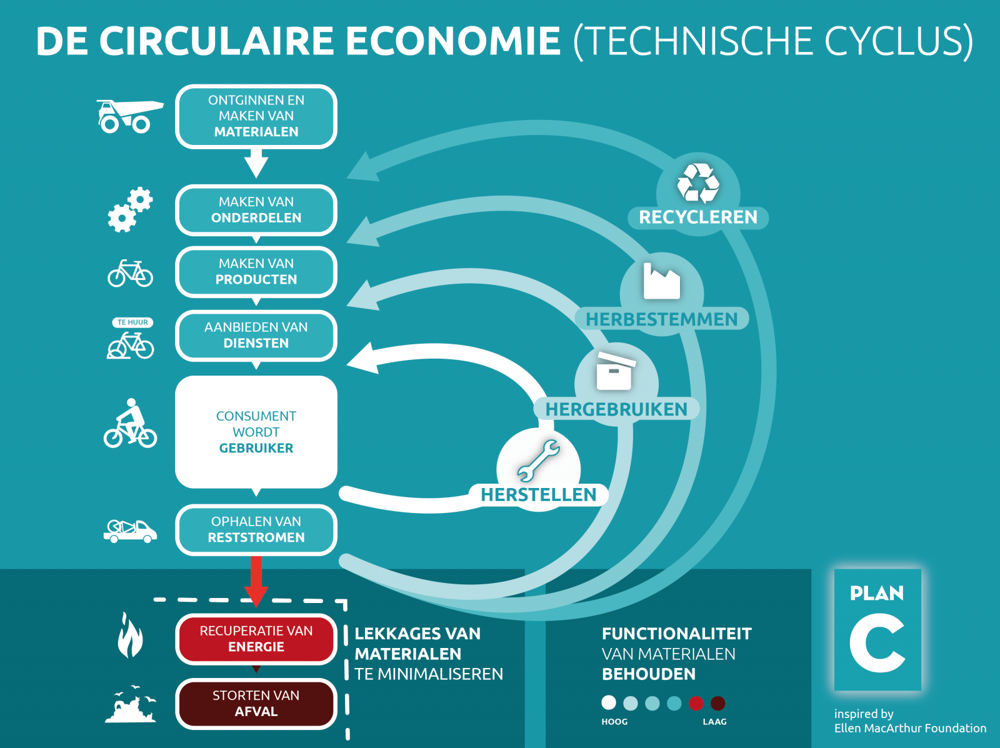 DE CIRCULAIRE ECONOMIE (TECHNISCHE CYCLUS)
ONTGINNEN EN
MAKEN VAN
MATERIALEN
MAKEN VAN
ONDERDELEN
MAKEN VAN
PRODUCTEN
TE HUUR
AANBIEDEN VAN
DIENSTEN
CONSUMENT
WORDT
GEBRUIKER
OPHALEN VAN
RESTSTROMEN
RECUPERATIE VAN
ENERGIE
STORTEN VAN
AFVAL
RECYCLEREN
HERBESTEMMEN
HERGEBRUIKEN
HERSTELLEN
LEKKAGES VAN
MATERIALEN
TE MINIMALISEREN
FUNCTIONALITEIT
VAN MATERIALEN
BEHOUDEN
HOOG
LAAG
PLAN
C
inspired by
Ellen MacArthur Foundation